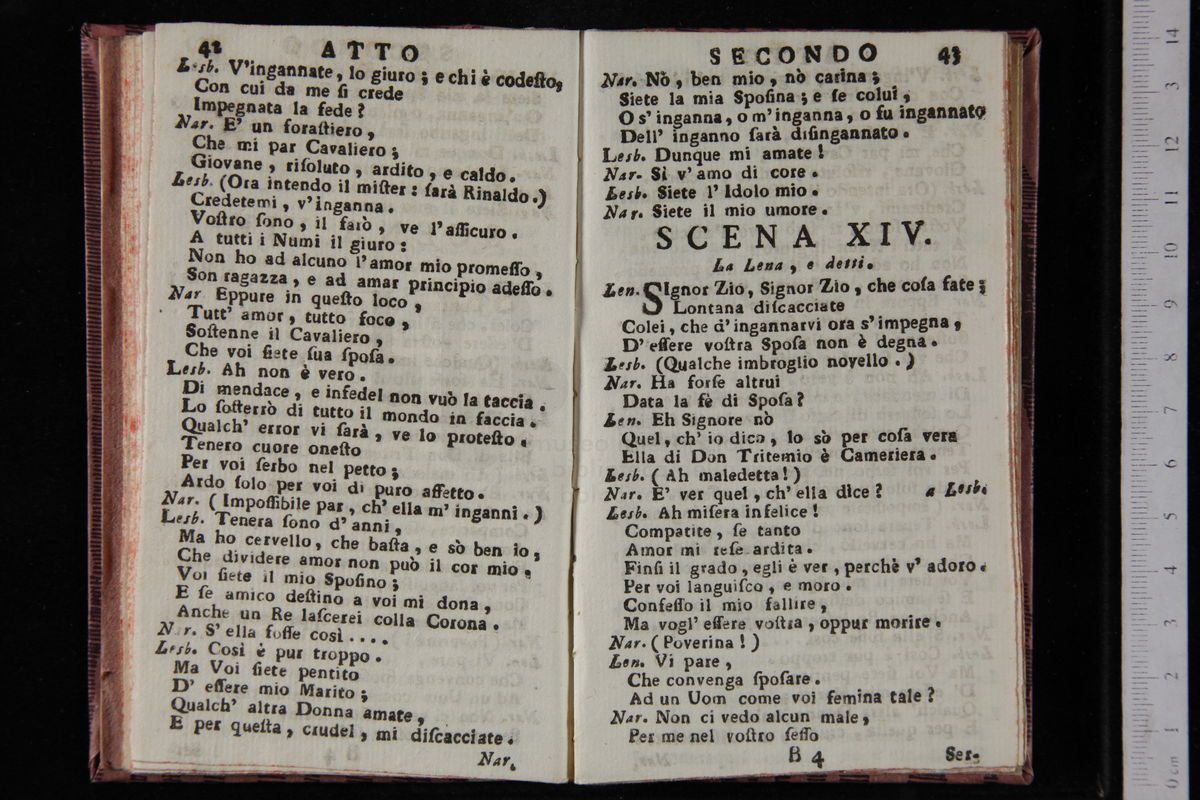 42 ATTO
Lesb. V'ingannate, lo giuro; e chi è codeſto,
Con cui da me ſi crede
Impegnata la fede?
Nar. E' un foraſtiero,
Che mi par Cavaliero;
Giovane, riſoluto, ardito, e caldo.
Lesb. (Ora intendo il miſter: ſarà Rinaldo.)
Credetemi, v'inganna.
Voſtro ſono, il ſarò, ve l'aſſicuro.
A tutti i Numi il giuro:
Non ho ad alcuno l'amor mio promeſſo,
Son ragazza, e ad amar principio adeſſo.
Nar Eppure in queſto loco,
Tutt' amor, tutto foco,
Soſtenne il Cavaliero,
Che voi ſiete ſua ſpoſa.
Lesb. Ah non è vero.
Di mendace, e infedel non vuò la taccia.
Lo ſoſterrò di tutto il mondo in faccia.
Qualch' error vi ſarà, ve lo proteſto.
Tenero cuore oneſto
Per voi ſerbo nel petto;
Ardo ſolo per voi di puro affetto.
Nar. (Impoſſibile par, ch' ella m' inganni.)
Lesb. Tenera ſono d' anni,
Ma ho cervello, che baſta, e sò ben io,
Che dividere amor non può il cor mio.
Voi ſiete il mio Spoſino;
E ſe amico deſtino a voi mi dona,
Anche un Re laſcerei colla Corona.
Nar. S' ella foſſe così....
Lesb. Così è pur troppo.
Ma Voi ſiete pentito
D' eſſere mio Marito;
Qualch' altra Donna amate,
E per queſta, crudel, mi diſcacciate.
Nar.
SECONDO 43
Nar. Nò, ben mio, nò carina;
Siete la mia Spoſina; e ſe colui,
O s' inganna, o m' inganna, o fu ingannato
Dell' inganno ſarà diſingannato.
Lesb. Dunque mi amate!
Nar. Sì v' amo di core.
Lesb. Siete l' Idolo mio.
Nar. Siete il mio umore.
SCENA XIV.
La Lena, e detti.
Len. SIgnor Zio, Signor Zio, che coſa fate;
Lontana diſcacciate
Colei, che d' ingannarvi ora s' impegna,
D' eſſere voſtra Spoſa non è degna.
Lesb. (Qualche imbroglio novello.)
Nar. Ha forſe altrui
Data la fè di Spoſa?
Len. Eh Signore nò
Quel, ch' io dico, lo sò per coſa vera
Ella di Don Tritemio è Cameriera.
Lesb. (Ah maledetta!)
Nar. E' ver quel, ch' ella dice? a Lesb.
Lesb. Ah miſera infelice!
Compatite, ſe tanto
Amor mi reſe ardita.
Finſi il grado, egli è ver, perchè v' adoro.
Per voi languiſco, e moro.
Confeſſo il mio fallire,
Ma vogl' eſſere voſtra, oppur morire.
Nar. (Poverina!)
Len. Vi pare,
Che convenga ſpoſare.
Ad un Uom come voi femina tale?
Nar. Non ci vedo alcun male,
Per me nel voſtro ſeſſo
B 4 Ser-
0 cm 1 2 3 4 5 6 7 8 9 10 11 12 3 14